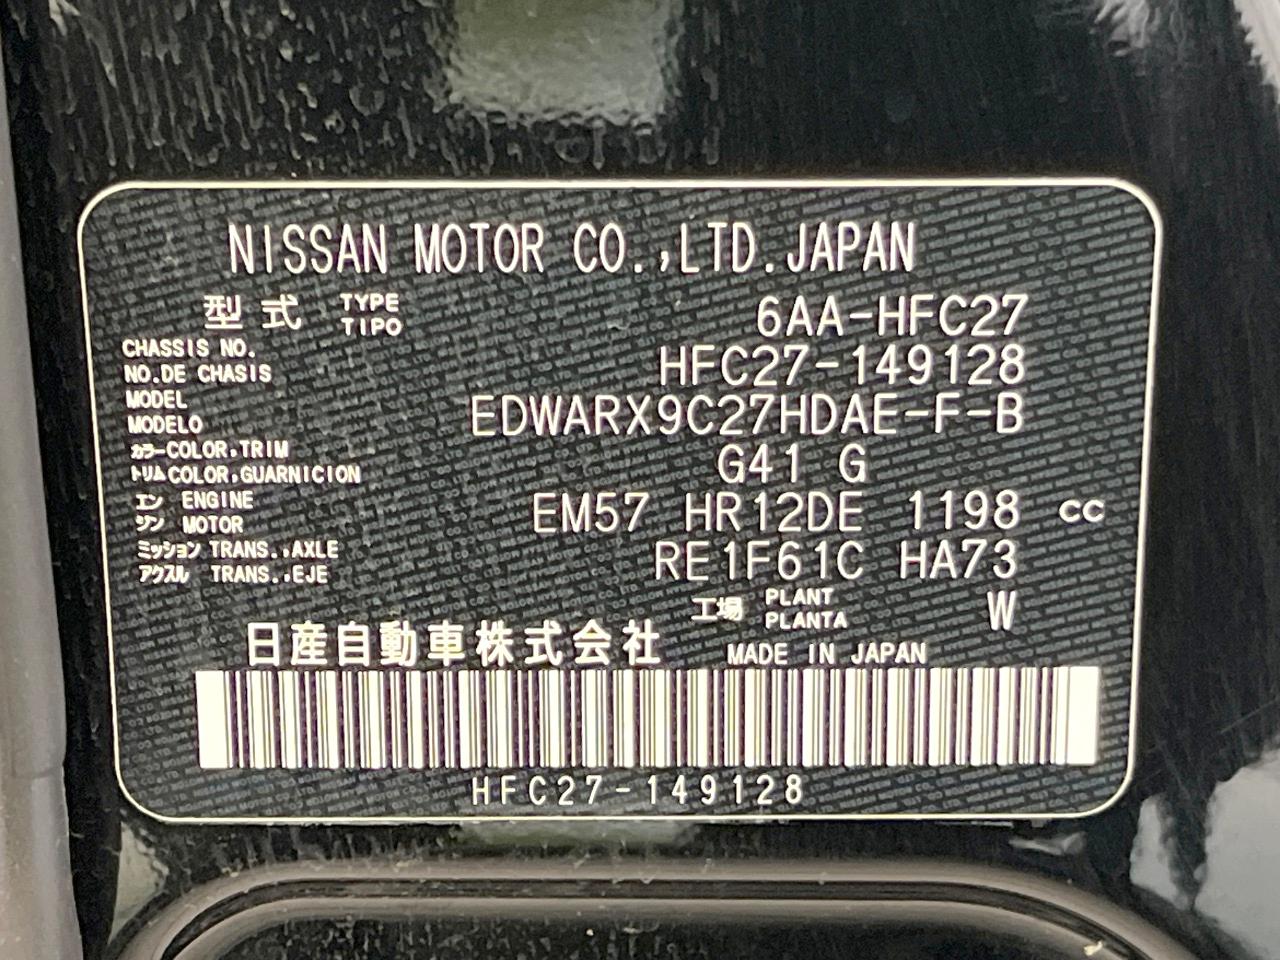 NISSAN MOTOR CO.,LTD.JAPAN
型式 TYPE TIPO 6AA-HFC27
CHASSIS NO. NO.DE CHASIS HFC27-149128
MODEL MODELO EDWARX9C27HDAE-F-B
カラー COLOR,TRIM トリム COLOR,GUARNICION G41 G
エンジン ENGINE MOTOR EM57 HR12DE 1198 cc
ミッション TRANS.,AXLE アクスル TRANS.,EJE RE1F61C HA73
工場 PLANT PLANTA W
日産自動車株式会社 MADE IN JAPAN
HFC27-149128